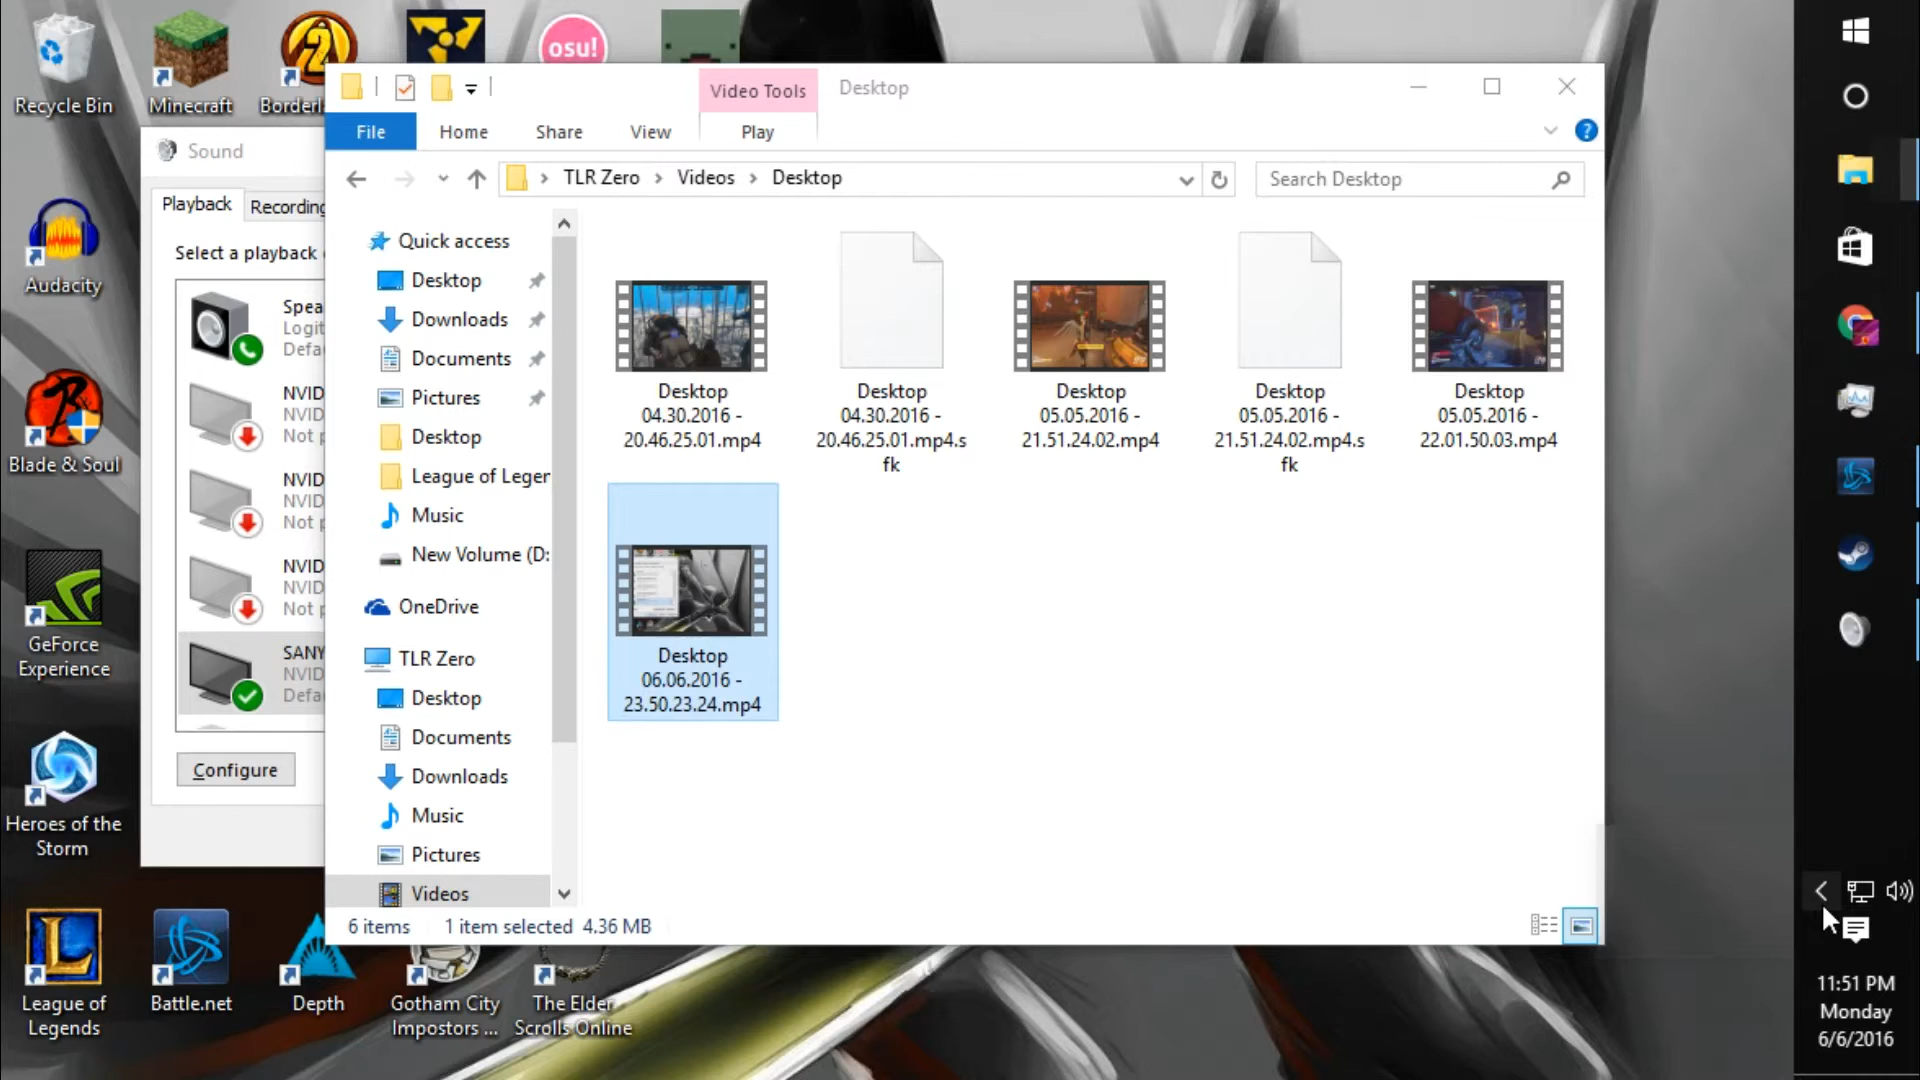 Recycle Bin
Minecraft
Borderl
osu!
Audacity
Blade & Soul
GeForce
Experience
Heroes of the
Storm
League of
Legends
Battle.net
Depth
Gotham City
Impostors ...
The Elder
Scrolls Online
Sound
Playback
Recording
Select a playback
Spea
Logit
Defa
NVID
NVID
Not p
NVID
NVID
Not p
NVID
NVID
Not p
SANY
NVID
Defa
Configure
Video Tools
Desktop
File
Home
Share
View
Play
TLR Zero
Videos
Desktop
Search Desktop
Quick access
Desktop
Downloads
Documents
Pictures
Desktop
League of Leger
Music
New Volume (D:
OneDrive
TLR Zero
Desktop
Documents
Downloads
Music
Pictures
Videos
Desktop
04.30.2016 -
20.46.25.01.mp4
Desktop
04.30.2016 -
20.46.25.01.mp4.s
fk
Desktop
05.05.2016 -
21.51.24.02.mp4
Desktop
05.05.2016 -
21.51.24.02.mp4.s
fk
Desktop
05.05.2016 -
22.01.50.03.mp4
Desktop
06.06.2016 -
23.50.23.24.mp4
6 items
1 item selected 4.36 MB
11:51 PM
Monday
6/6/2016